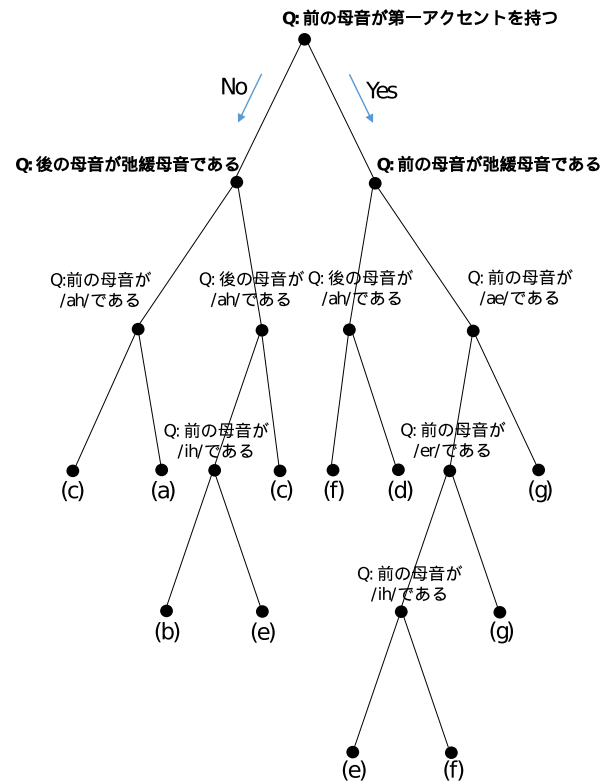 Q: 前の母音が第一アクセントを持つ
No
Yes
Q: 後の母音が弛緩母音である
Q: 前の母音が弛緩母音である
Q:前の母音が
/ah/である
Q: 後の母音が
/ah/である
Q: 後の母音が
/ah/である
Q: 前の母音が
/ae/である
Q: 前の母音が
/ih/である
Q: 前の母音が
/er/である
(c)
(a)
(c)
(f)
(d)
(g)
Q: 前の母音が
/ih/である
(b)
(e)
(g)
(e)
(f)